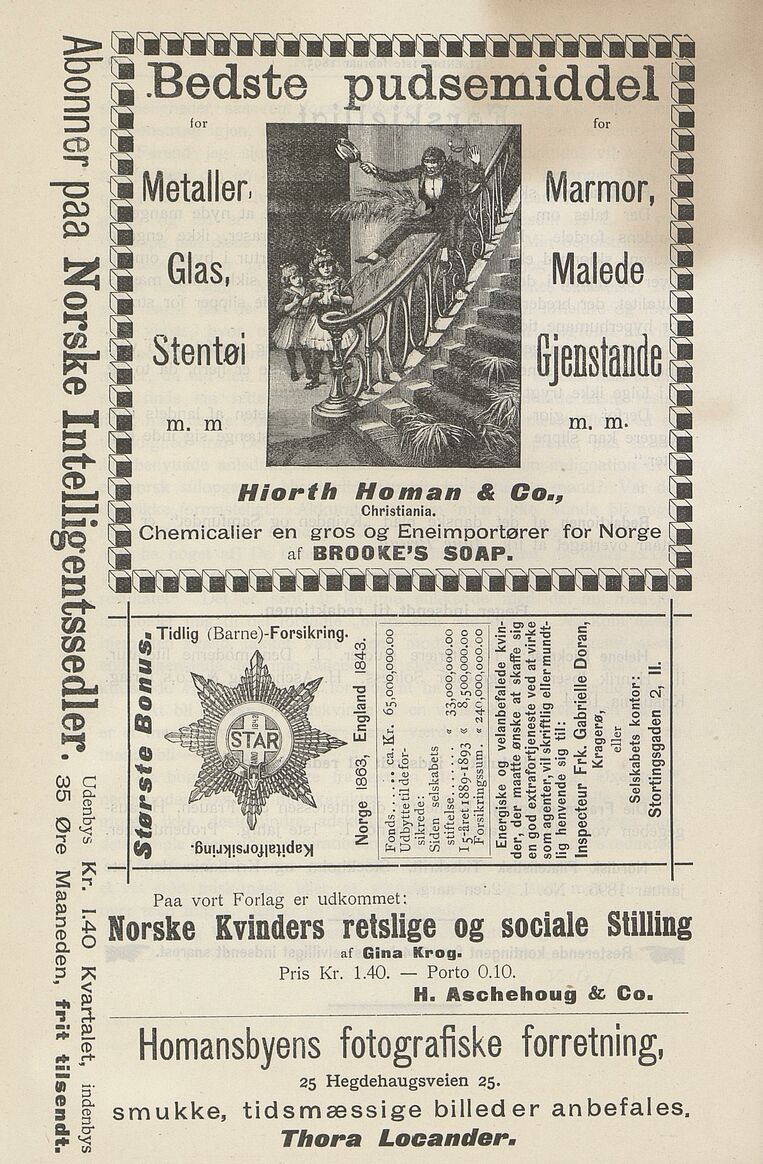 Abonner paa Norske Intelligentssedler.
Udenbys Kr. 1.40 Kvartalet, indenbys
35 Øre Maaneden, frit tilsendt.
Bedste pudsemiddel
for
for
Metaller,
Marmor,
Glas,
Malede
Stentøi
Gjenstande
m. m
m. m.
Hiorth Homan & Co.,
Christiania.
Chemicalier en gros og Eneimportører for Norge
af BROOKE'S SOAP.
Største Bonus.
Tidlig (Barne)-Forsikring.
STAR
Kapitalforsikring.
Norge 1863, England 1843.
Fonds..... ca. Kr. 65,000,000.00
Udbytte til de for-
sikrede:
Siden selskabets
stiftelse....... « 33,000,000.00
15-året 1889-1893 « 8,500,000.00
Forsikringssum. « 240,000,000.00
Energiske og velanbefalede kvin-
der, der maatte ønske at skaffe sig
en god extrafortjeneste ved at virke
som agenter, vil skriftlig eller mundt-
lig henvende sig til:
Inspecteur Frk. Gabrielle Doran,
Kragerø,
eller
Selskabets kontor:
Stortingsgaden 2, II.
Paa vort Forlag er udkommet:
Norske Kvinders retslige og sociale Stilling
af Gina Krog.
Pris Kr. 1.40. — Porto 0.10.
H. Aschehoug & Co.
Homansbyens fotografiske forretning,
25 Hegdehaugsveien 25.
smukke, tidsmæssige billeder anbefales.
Thora Locander.